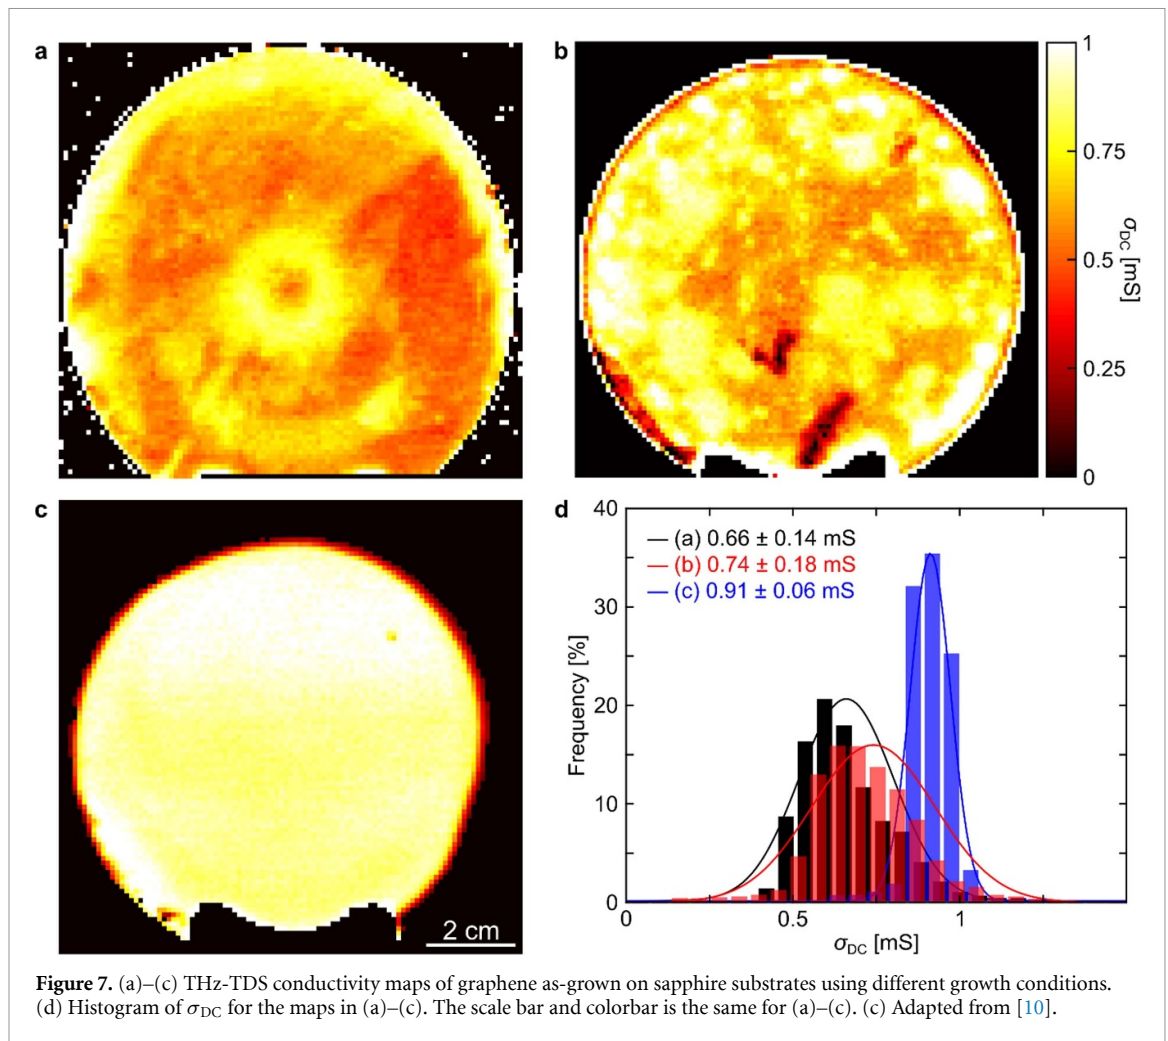 a
b
1
0.75
0.5
0.25
0
σDC [mS]
c
2 cm
d
40
30
20
10
0
Frequency [%]
(a) 0.66 ± 0.14 mS
(b) 0.74 ± 0.18 mS
(c) 0.91 ± 0.06 mS
0
0.5
1
σDC [mS]
Figure 7. (a)–(c) THz-TDS conductivity maps of graphene as-grown on sapphire substrates using different growth conditions.
(d) Histogram of σDC for the maps in (a)–(c). The scale bar and colorbar is the same for (a)–(c). (c) Adapted from [10].